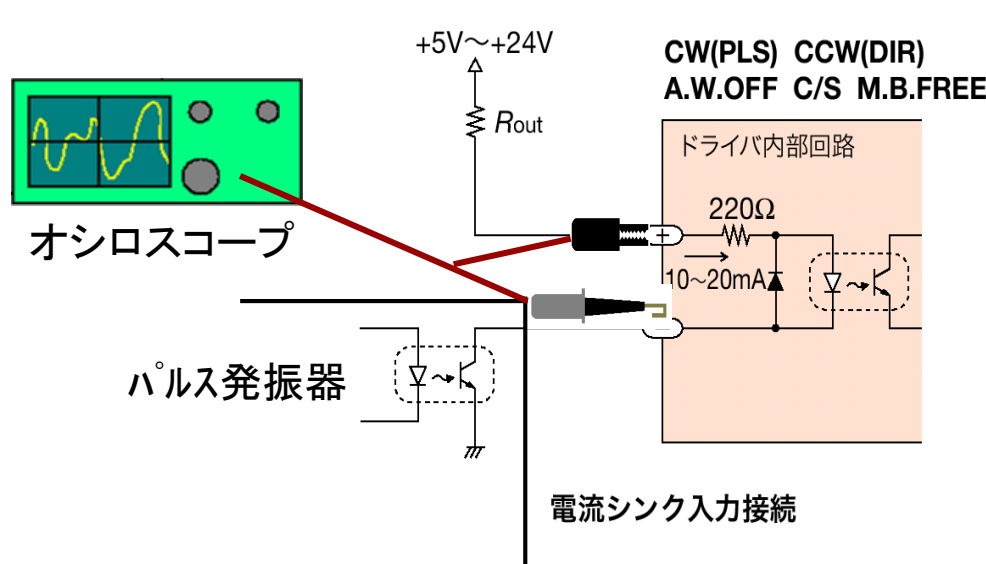 +5V～+24V
Rout
CW(PLS) CCW(DIR)
A.W.OFF C/S M.B.FREE
ドライバ内部回路
220Ω
+
10～20mA
オシロスコープ
パルス発振器
電流シンク入力接続